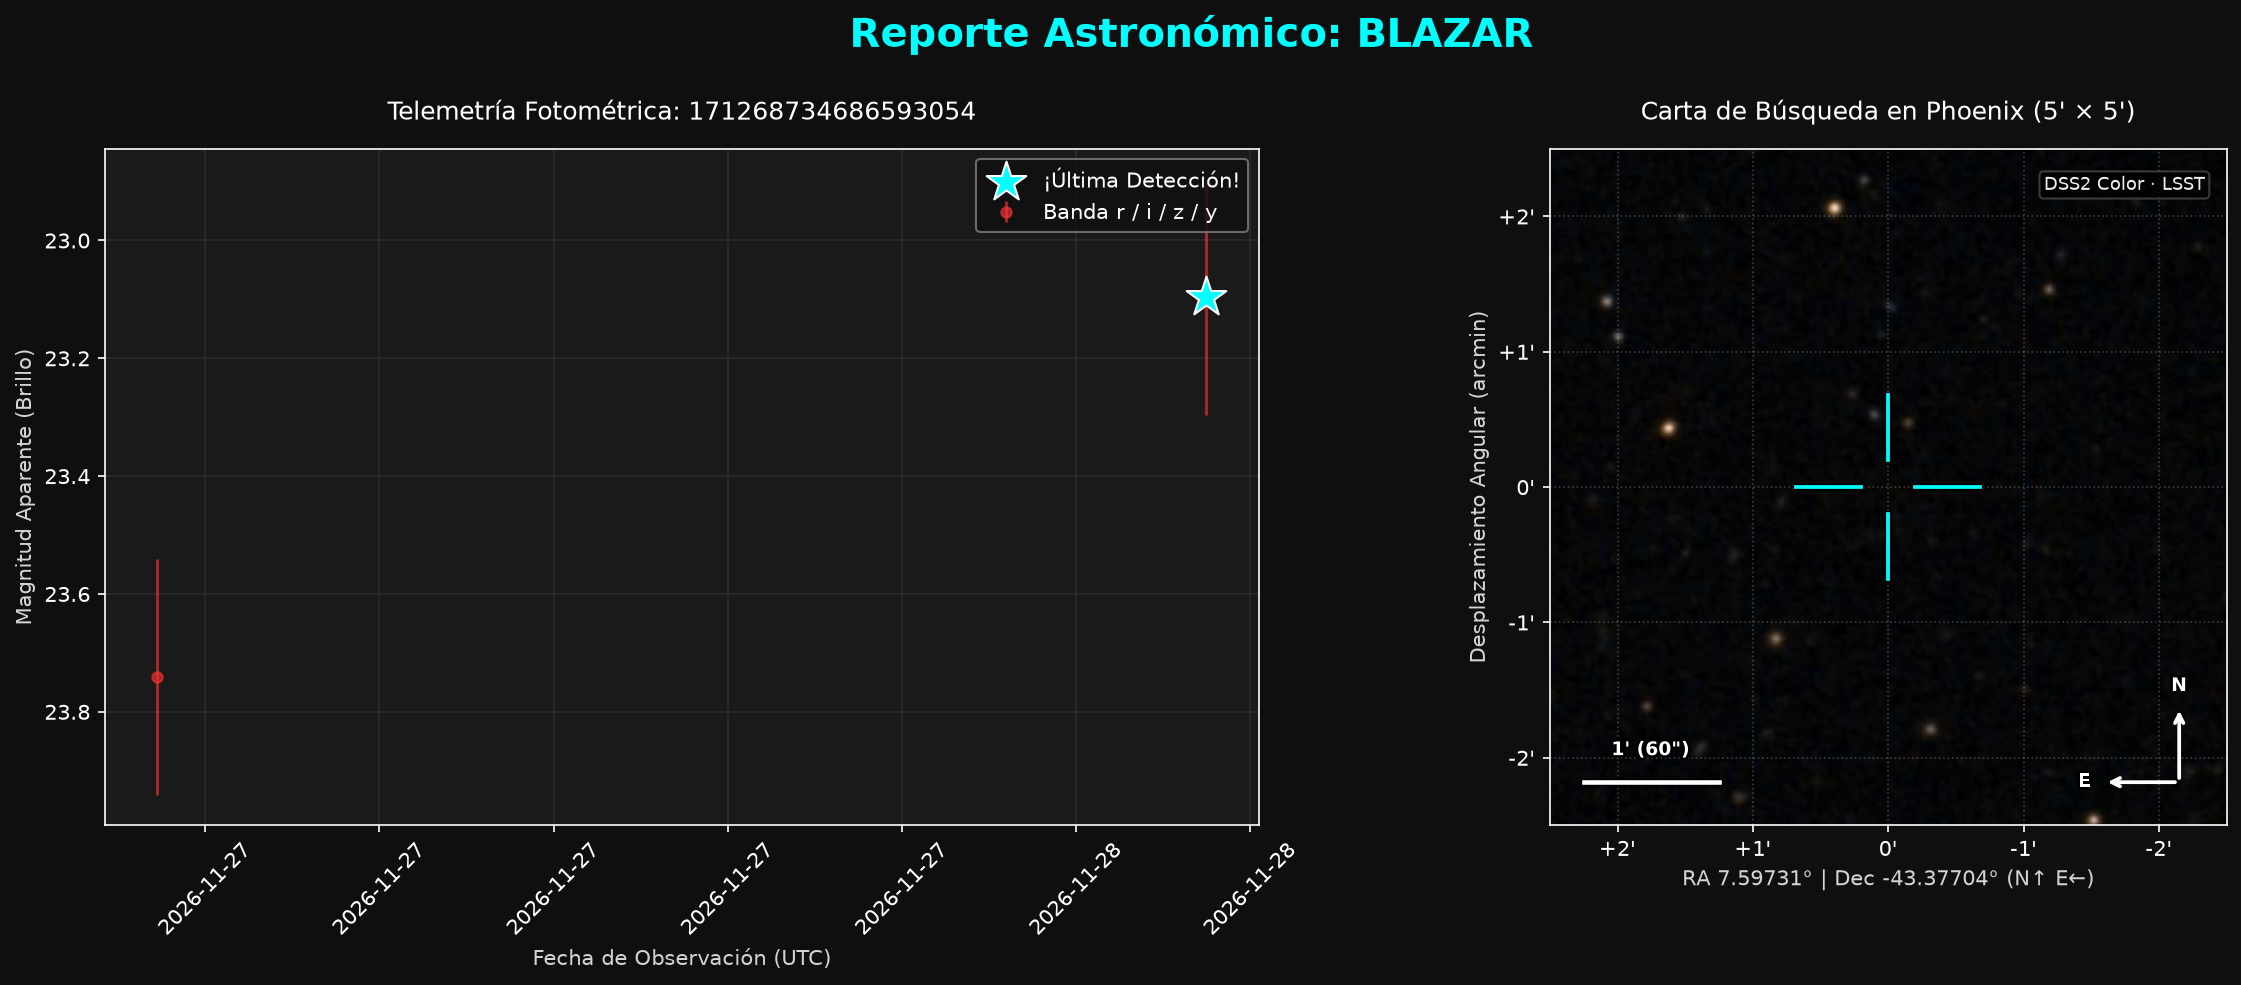 Reporte Astronómico: BLAZAR
Telemetría Fotométrica: 171268734686593054
¡Última Detección!
Banda r / i / z / y
Magnitud Aparente (Brillo)
23.0
23.2
23.4
23.6
23.8
2026-11-27
2026-11-27
2026-11-27
2026-11-27
2026-11-27
2026-11-28
2026-11-28
Fecha de Observación (UTC)
Carta de Búsqueda en Phoenix (5' × 5')
DSS2 Color · LSST
Desplazamiento Angular (arcmin)
+2'
+1'
0'
-1'
-2'
N
E
1' (60")
+2'
+1'
0'
-1'
-2'
RA 7.59731° | Dec -43.37704° (N↑ E←)